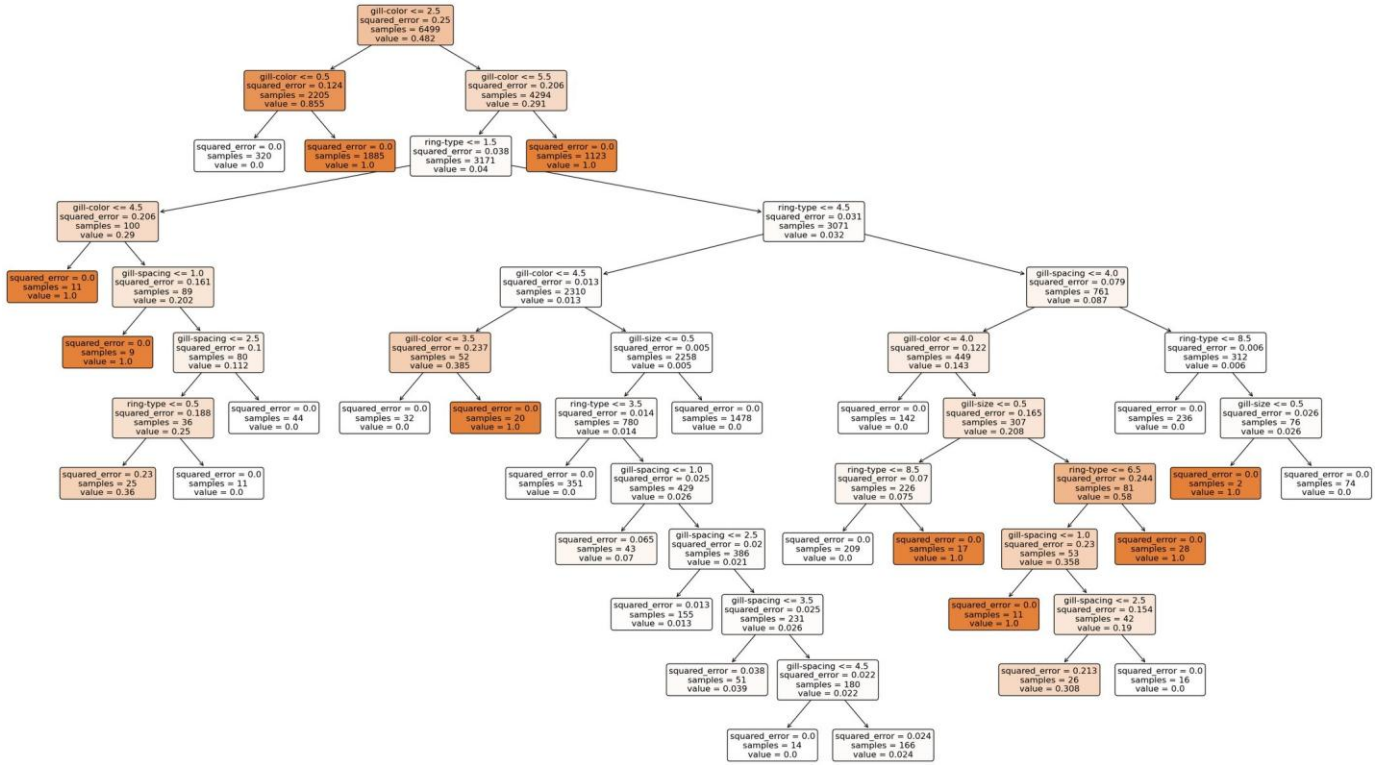 gill-color <= 2.5
squared_error = 0.25
samples = 6499
value = 0.482
gill-color <= 0.5
squared_error = 0.124
samples = 2205
value = 0.855
gill-color <= 5.5
squared_error = 0.206
samples = 4294
value = 0.291
squared_error = 0.0
samples = 320
value = 0.0
squared_error = 0.0
samples = 1885
value = 1.0
ring-type <= 1.5
squared_error = 0.038
samples = 3171
value = 0.04
squared_error = 0.0
samples = 1123
value = 1.0
gill-color <= 4.5
squared_error = 0.206
samples = 100
value = 0.29
ring-type <= 4.5
squared_error = 0.031
samples = 3071
value = 0.032
squared_error = 0.0
samples = 11
value = 1.0
gill-spacing <= 1.0
squared_error = 0.161
samples = 89
value = 0.202
gill-color <= 4.5
squared_error = 0.013
samples = 2310
value = 0.013
gill-spacing <= 4.0
squared_error = 0.079
samples = 761
value = 0.087
squared_error = 0.0
samples = 9
value = 1.0
gill-spacing <= 2.5
squared_error = 0.1
samples = 80
value = 0.112
gill-color <= 3.5
squared_error = 0.237
samples = 52
value = 0.385
gill-size <= 0.5
squared_error = 0.005
samples = 2258
value = 0.005
gill-color <= 4.0
squared_error = 0.122
samples = 449
value = 0.143
ring-type <= 8.5
squared_error = 0.006
samples = 312
value = 0.006
ring-type <= 0.5
squared_error = 0.188
samples = 36
value = 0.25
squared_error = 0.0
samples = 44
value = 0.0
squared_error = 0.0
samples = 32
value = 0.0
squared_error = 0.0
samples = 20
value = 1.0
ring-type <= 3.5
squared_error = 0.014
samples = 780
value = 0.014
squared_error = 0.0
samples = 1478
value = 0.0
squared_error = 0.0
samples = 142
value = 0.0
gill-size <= 0.5
squared_error = 0.165
samples = 307
value = 0.208
squared_error = 0.0
samples = 236
value = 0.0
gill-size <= 0.5
squared_error = 0.026
samples = 76
value = 0.026
squared_error = 0.23
samples = 25
value = 0.36
squared_error = 0.0
samples = 11
value = 0.0
squared_error = 0.0
samples = 351
value = 0.0
gill-spacing <= 1.0
squared_error = 0.025
samples = 429
value = 0.026
ring-type <= 8.5
squared_error = 0.07
samples = 226
value = 0.075
ring-type <= 6.5
squared_error = 0.244
samples = 81
value = 0.58
squared_error = 0.0
samples = 2
value = 1.0
squared_error = 0.0
samples = 74
value = 0.0
squared_error = 0.065
samples = 43
value = 0.07
gill-spacing <= 2.5
squared_error = 0.02
samples = 386
value = 0.021
squared_error = 0.0
samples = 209
value = 0.0
squared_error = 0.0
samples = 17
value = 1.0
gill-spacing <= 1.0
squared_error = 0.23
samples = 53
value = 0.358
squared_error = 0.0
samples = 28
value = 1.0
squared_error = 0.013
samples = 155
value = 0.013
gill-spacing <= 3.5
squared_error = 0.025
samples = 231
value = 0.026
squared_error = 0.0
samples = 11
value = 1.0
gill-spacing <= 2.5
squared_error = 0.154
samples = 42
value = 0.19
squared_error = 0.038
samples = 51
value = 0.039
gill-spacing <= 4.5
squared_error = 0.022
samples = 180
value = 0.022
squared_error = 0.213
samples = 26
value = 0.308
squared_error = 0.0
samples = 16
value = 0.0
squared_error = 0.0
samples = 14
value = 0.0
squared_error = 0.024
samples = 166
value = 0.024